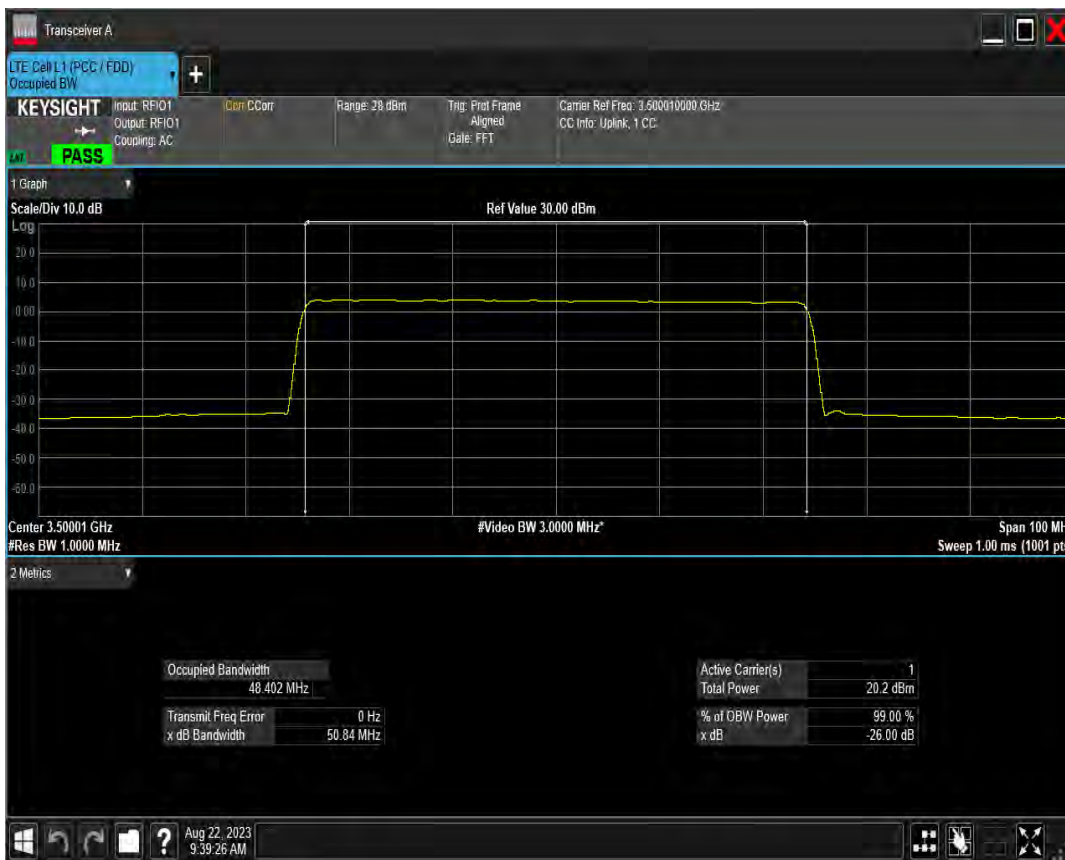 Transceiver A
LTE Cell L1 (PCC / FDD)
Occupied BW
KEYSIGHT
PASS
Input: RFIO1
Output: RFIO1
Coupling: AC
Corr CCorr
Range: 28 dBm
Trig: Prot Frame
Aligned
Gate: FFT
Carrier Ref Freq: 3.500010000 GHz
CC Info: Uplink, 1 CC
1 Graph
Scale/Div 10.0 dB
Ref Value 30.00 dBm
Log
20.0
10.0
0.00
-10.0
-20.0
-30.0
-40.0
-50.0
-60.0
Center 3.50001 GHz
#Video BW 3.0000 MHz*
Span 100 MH
#Res BW 1.0000 MHz
Sweep 1.00 ms (1001 pts
2 Metrics
Occupied Bandwidth
48.402 MHz
Transmit Freq Error 0 Hz
x dB Bandwidth 50.84 MHz
Active Carrier(s) 1
Total Power 20.2 dBm
% of OBW Power 99.00 %
x dB -26.00 dB
? Aug 22, 2023
9:39:26 AM